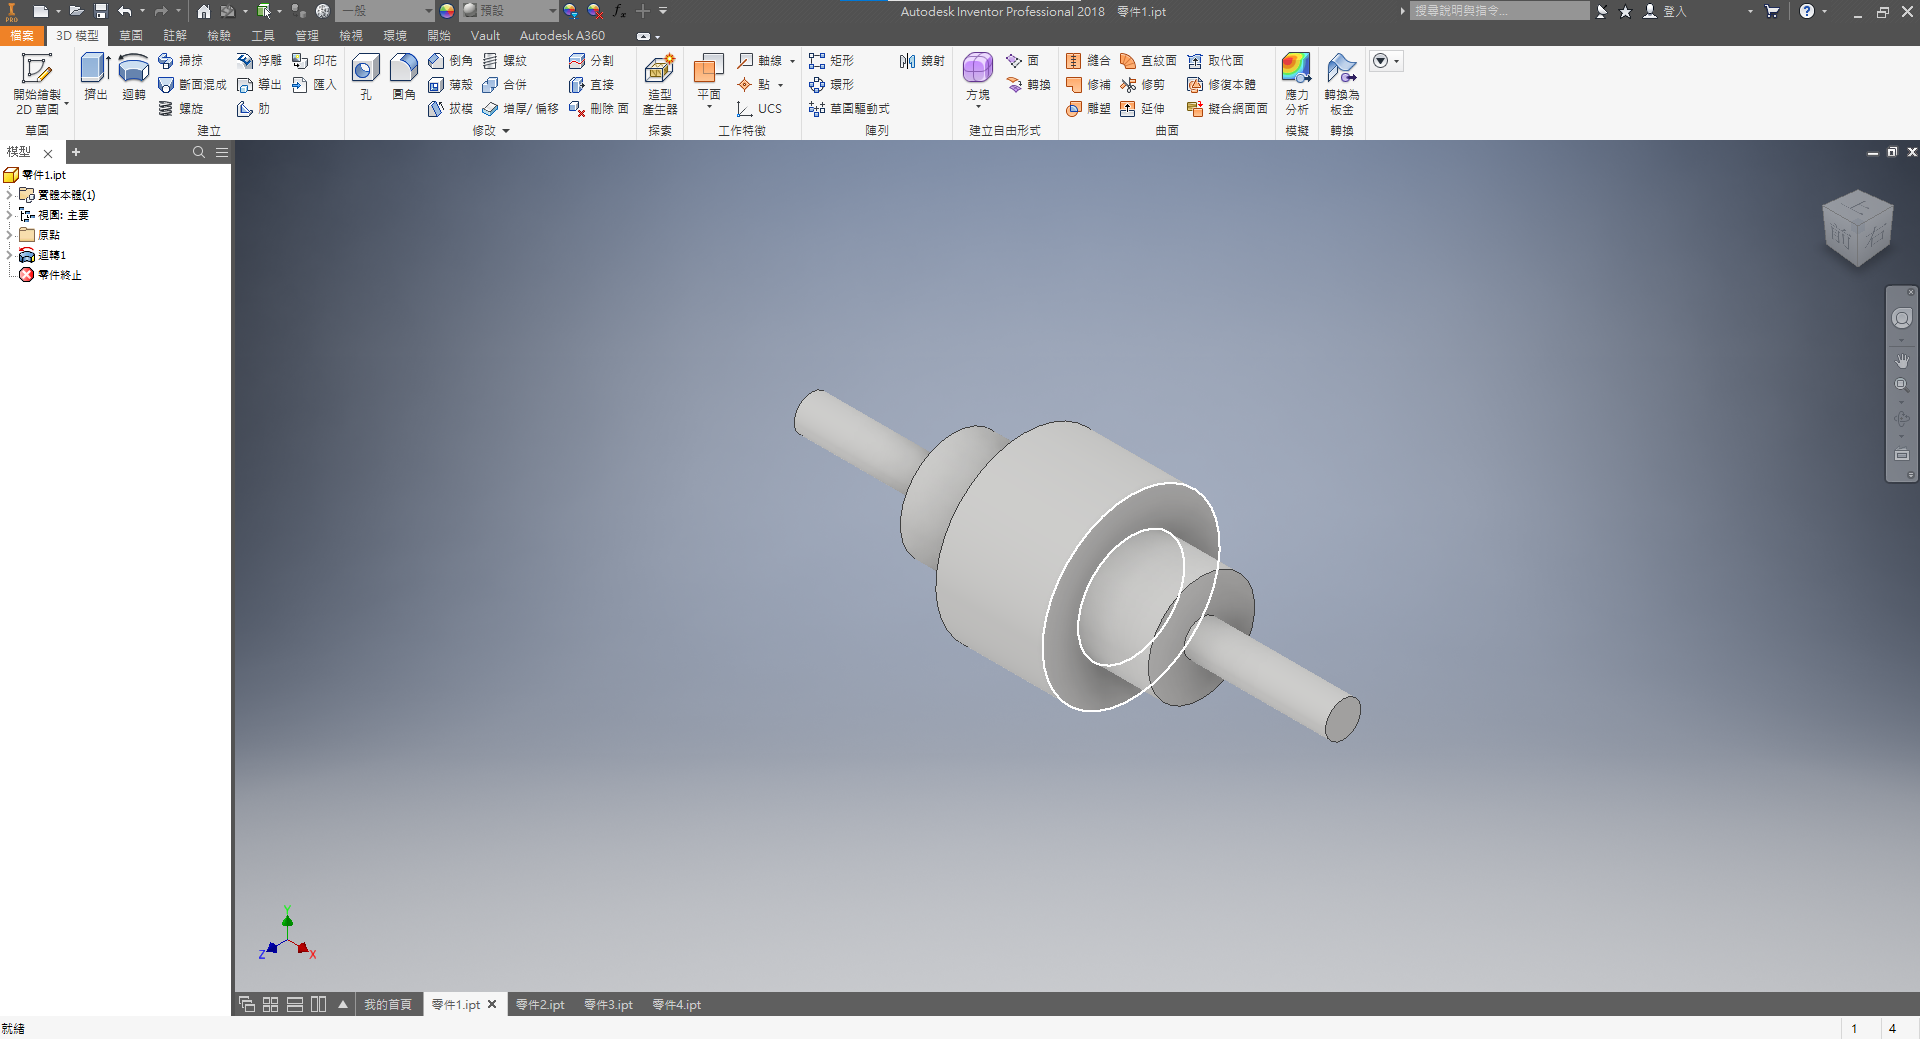 PRO
一般
預設
fx
Autodesk Inventor Professional 2018 零件1.ipt
搜尋說明與指令...
登入
檔案 3D 模型 草圖 註解 檢驗 工具 管理 檢視 環境 開始 Vault Autodesk A360
開始繪製
2D 草圖
擠出
迴轉
掃掠
斷面混成
螺旋
浮雕
導出
肋
印花
匯入
孔
圓角
倒角
薄殼
拔模
螺紋
合併
增厚/ 偏移
分割
直接
刪除 面
造型
產生器
平面
軸線
點
UCS
矩形
環形
草圖驅動式
鏡射
方塊
面
轉換
縫合
修補
雕塑
直紋面
修剪
延伸
取代面
修復本體
擬合網面面
應力
分析
轉換為
板金
草圖 建立 修改 探索 工作特徵 陣列 建立自由形式 曲面 模擬 轉換
模型
零件1.ipt
實體本體(1)
視圖: 主要
原點
迴轉1
零件終止
上
前 右
Y
Z X
我的首頁 零件1.ipt 零件2.ipt 零件3.ipt 零件4.ipt
就緒 1 4